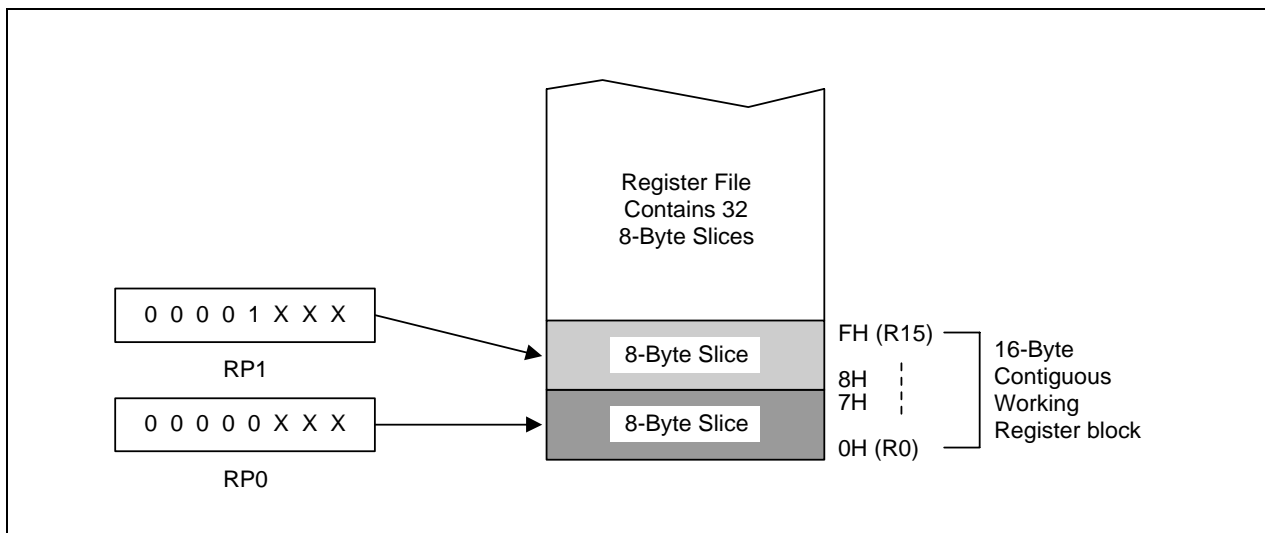 Register File
Contains 32
8-Byte Slices
0 0 0 0 1 X X X
RP1
0 0 0 0 0 X X X
RP0
8-Byte Slice
8-Byte Slice
FH (R15)
8H
7H
0H (R0)
16-Byte
Contiguous
Working
Register block